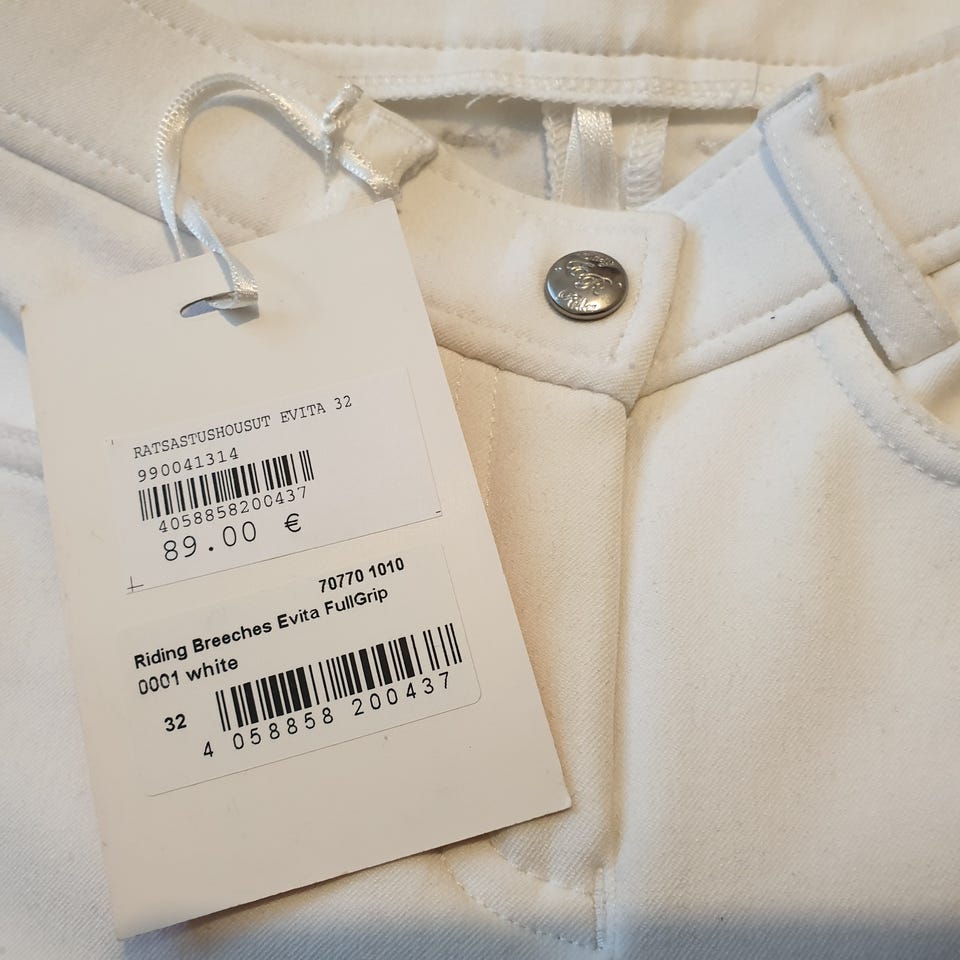 RATSASTUSHOUSUT EVITA 32
990041314
4058858200437
89.00 €
70770 1010
Riding Breeches Evita FullGrip
0001 white
32
4 058858 200437